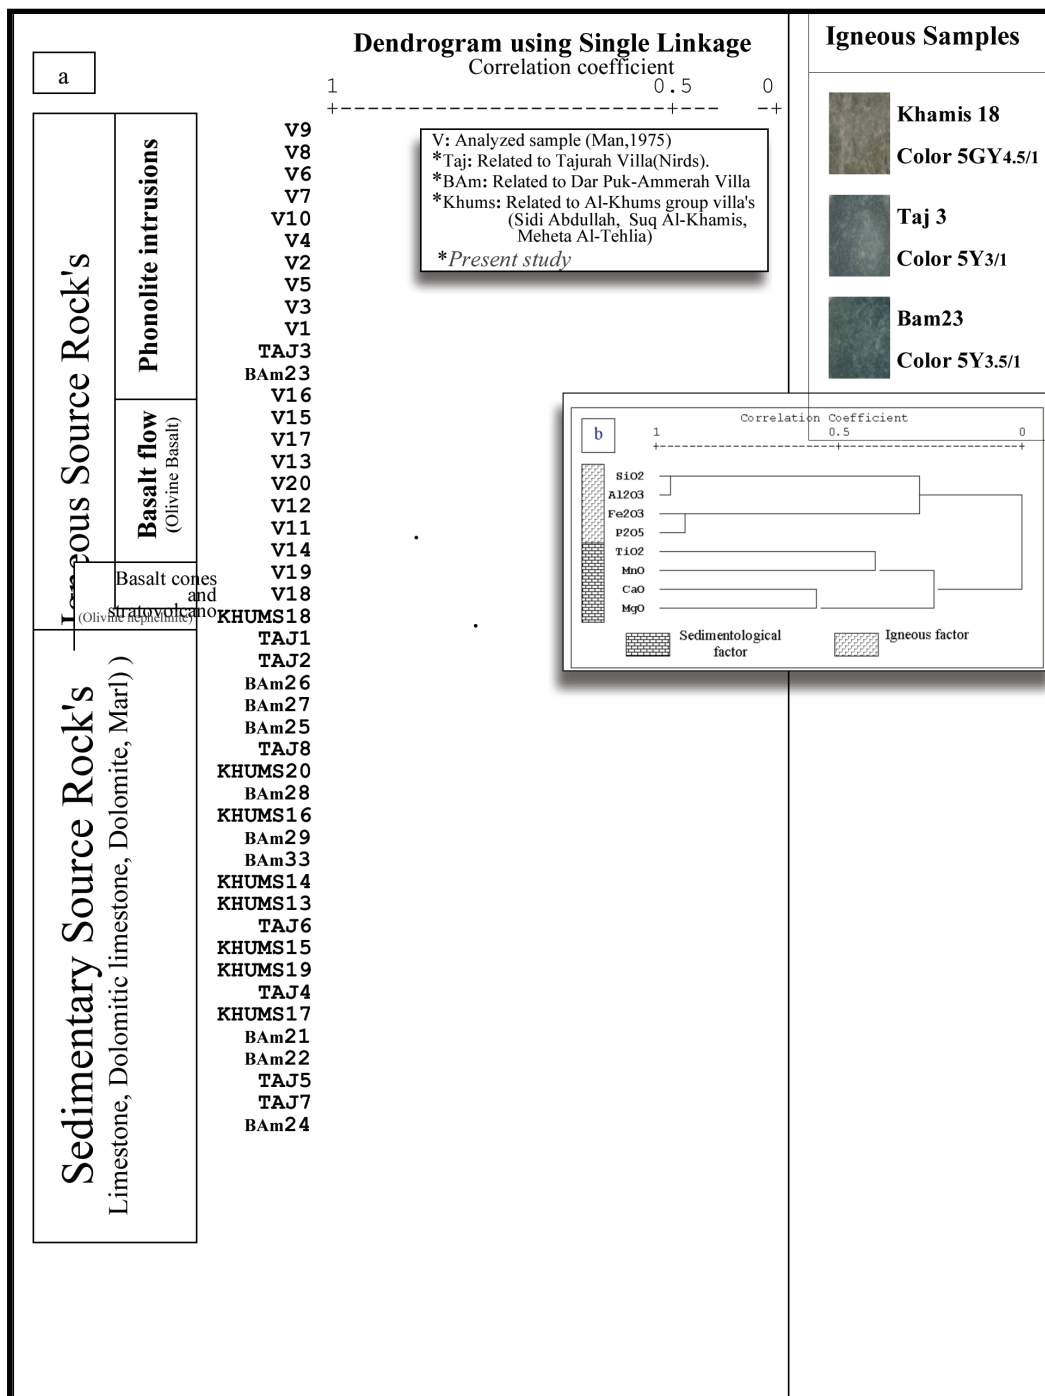 a
Dendrogram using Single Linkage
Correlation coefficient
1 0.5 0
Igneous Samples
Khamis 18
Color 5GY4.5/1
Taj 3
Color 5Y3/1
Bam23
Color 5Y3.5/1
V: Analyzed sample (Man,1975)
*Taj: Related to Tajurah Villa(Nirds).
*BAm: Related to Dar Puk-Ammerah Villa
*Khums: Related to Al-Khums group villa's
(Sidi Abdullah, Suq Al-Khamis,
Meheta Al-Tehlia)
*Present study
Igneous Source Rock's
Phonolite intrusions
Basalt flow
(Olivine Basalt)
Basalt cones
and
stratovolcano
(Olivine nephelinite)
Sedimentary Source Rock's
Limestone, Dolomitic limestone, Dolomite, Marl) )
V9
V8
V6
V7
V10
V4
V2
V5
V3
V1
TAJ3
BAm23
V16
V15
V17
V13
V20
V12
V11
V14
V19
V18
KHUMS18
TAJ1
TAJ2
BAm26
BAm27
BAm25
TAJ8
KHUMS20
BAm28
KHUMS16
BAm29
BAm33
KHUMS14
KHUMS13
TAJ6
KHUMS15
KHUMS19
TAJ4
KHUMS17
BAm21
BAm22
TAJ5
TAJ7
BAm24
b
Correlation Coefficient
1 0.5 0
SiO2
Al2O3
Fe2O3
P2O5
TiO2
MnO
CaO
MgO
Sedimentological
factor
Igneous factor